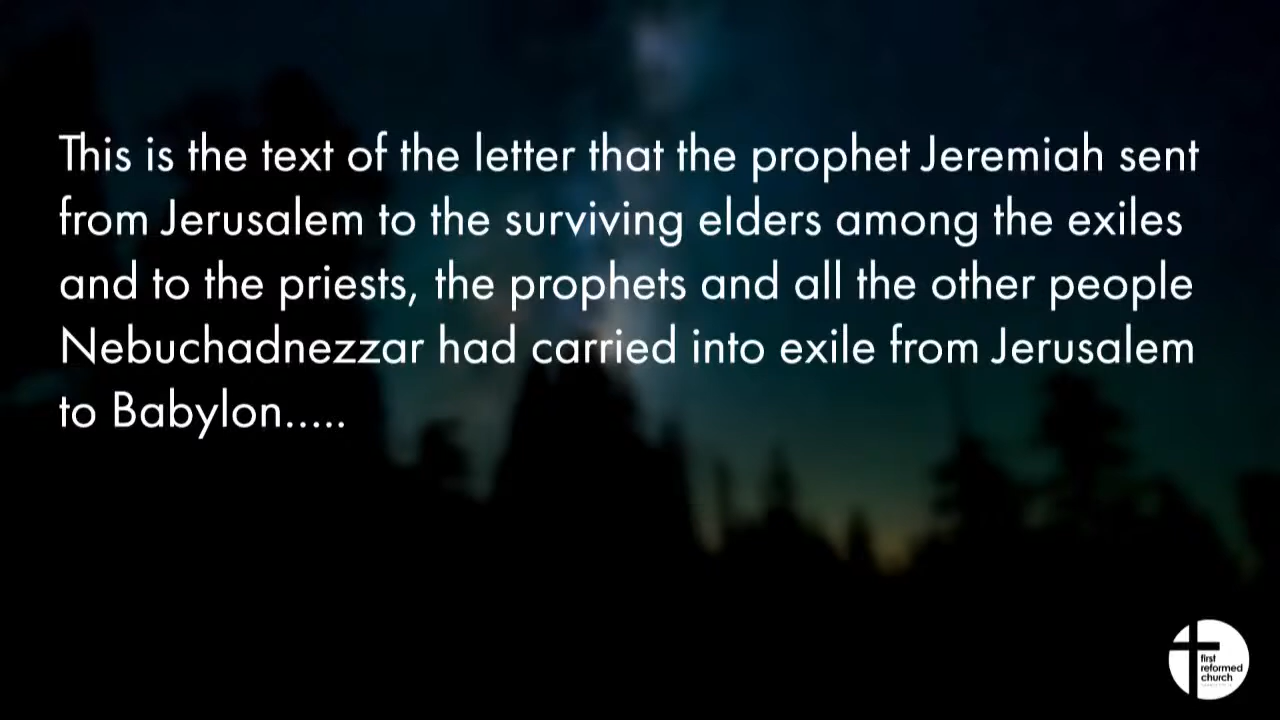 This is the text of the letter that the prophet Jeremiah sent
from Jerusalem to the surviving elders among the exiles
and to the priests, the prophets and all the other people
Nebuchadnezzar had carried into exile from Jerusalem
to Babylon.....
first
reformed
church